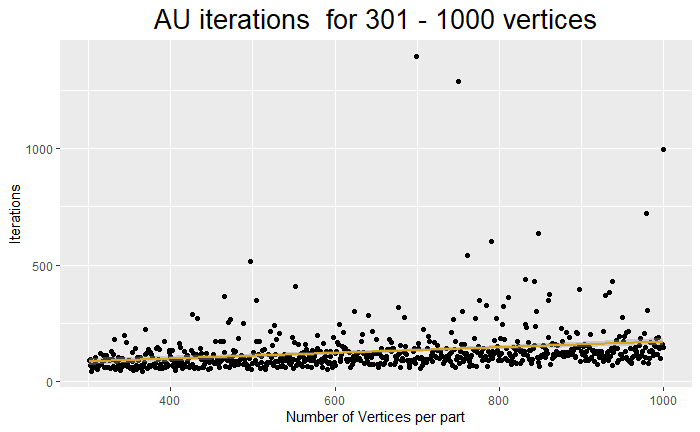 AU iterations  for 301 - 1000 vertices
Iterations
1000
500
0
400 600 800 1000
Number of Vertices per part